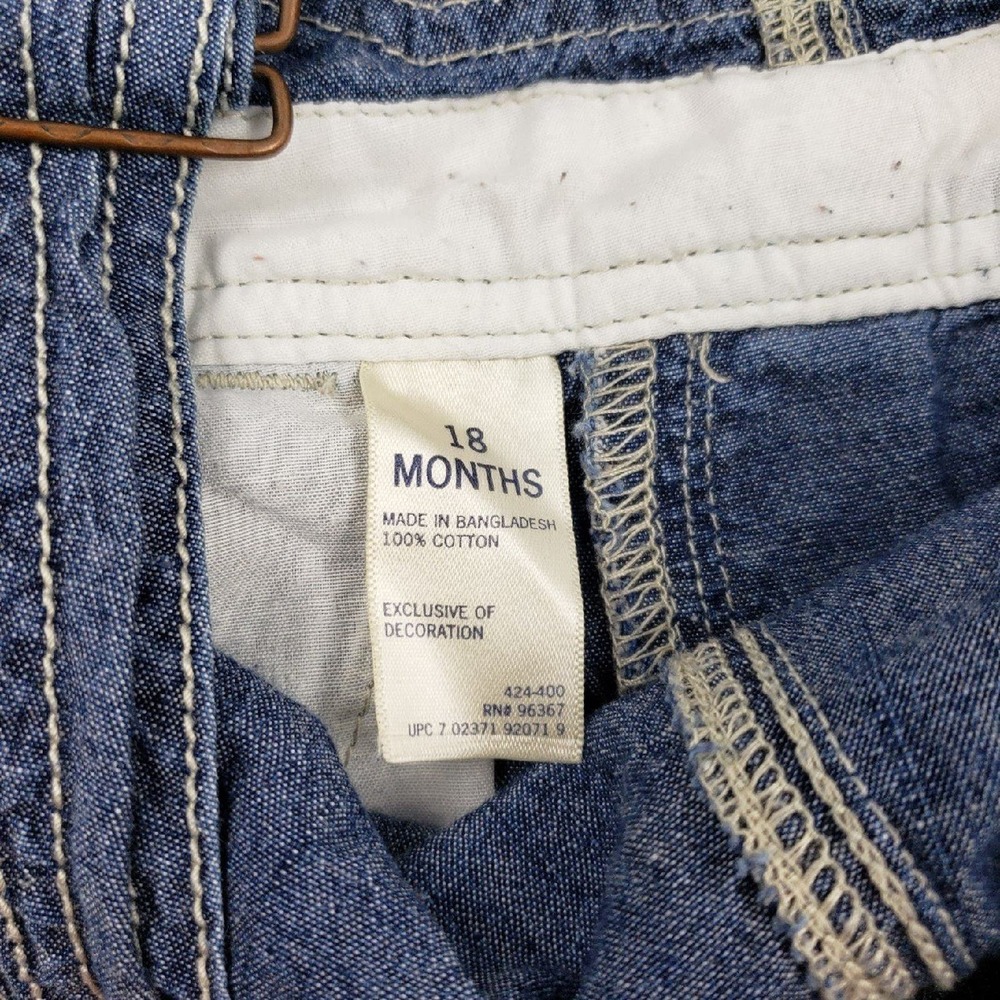 18
MONTHS
MADE IN BANGLADESH
100% COTTON
EXCLUSIVE OF
DECORATION
424-400
RN# 96367
UPC 7 02371 92071 9